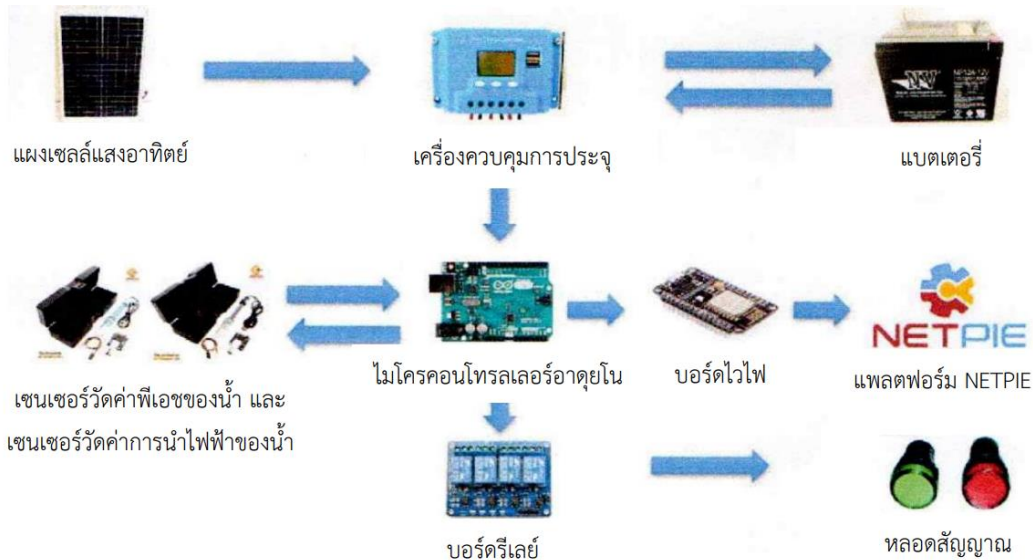 แผงเซลล์แสงอาทิตย์
เครื่องควบคุมการประจุ
แบตเตอรี่
เซนเซอร์วัดค่าพีเอชของน้ำ และ
เซนเซอร์วัดค่าการนำไฟฟ้าของน้ำ
ไมโครคอนโทรลเลอร์อาดุยโน
บอร์ดไวไฟ
NETPIE
แพลตฟอร์ม NETPIE
บอร์ดรีเลย์
หลอดสัญญาณ